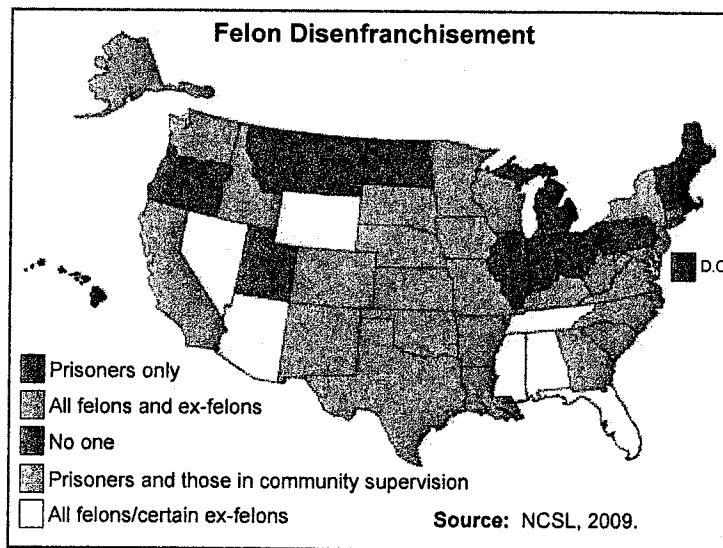 Felon Disenfranchisement
D.C
Prisoners only
All felons and ex-felons
No one
Prisoners and those in community supervision
All felons/certain ex-felons
Source: NCSL, 2009.